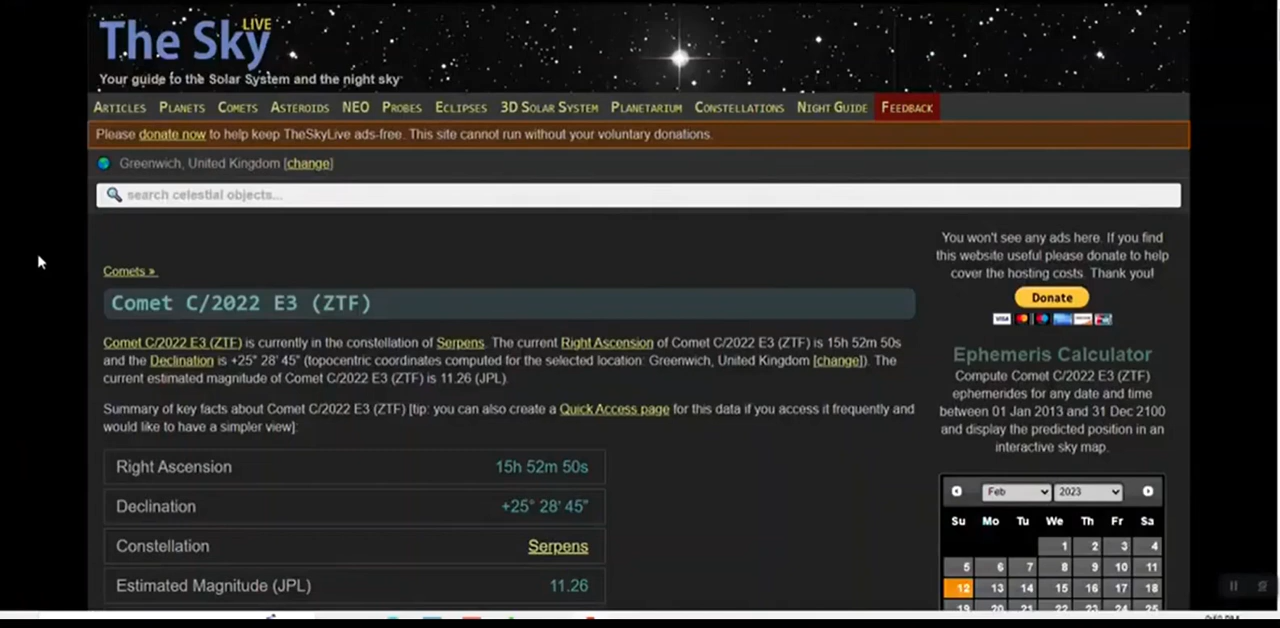 The Sky LIVE
Your guide to the Solar System and the night sky
ARTICLES PLANETS COMETS ASTEROIDS NEO PROBES ECLIPSES 3D SOLAR SYSTEM PLANETARIUM CONSTELLATIONS NIGHT GUIDE FEEDBACK
Please donate now to help keep TheSkyLive ads-free. This site cannot run without your voluntary donations.
Greenwich, United Kingdom [change]
search celestial objects...
Comets »
Comet C/2022 E3 (ZTF)
Comet C/2022 E3 (ZTF) is currently in the constellation of Serpens. The current Right Ascension of Comet C/2022 E3 (ZTF) is 15h 52m 50s
and the Declination is +25° 28' 45" (topocentric coordinates computed for the selected location: Greenwich, United Kingdom [change]). The
current estimated magnitude of Comet C/2022 E3 (ZTF) is 11.26 (JPL).
Summary of key facts about Comet C/2022 E3 (ZTF) [tip: you can also create a Quick Access page for this data if you access it frequently and
would like to have a simpler view]:
Right Ascension 15h 52m 50s
Declination +25° 28' 45"
Constellation Serpens
Estimated Magnitude (JPL) 11.26
You won't see any ads here. If you find
this website useful please donate to help
cover the hosting costs. Thank you!
Donate
VISA
Ephemeris Calculator
Compute Comet C/2022 E3 (ZTF)
ephemerides for any date and time
between 01 Jan 2013 and 31 Dec 2100
and display the predicted position in an
interactive sky map.
Feb 2023
Su Mo Tu We Th Fr Sa
1 2 3 4
5 6 7 8 9 10 11
12 13 14 15 16 17 18
19 20 21 22 23 24 25